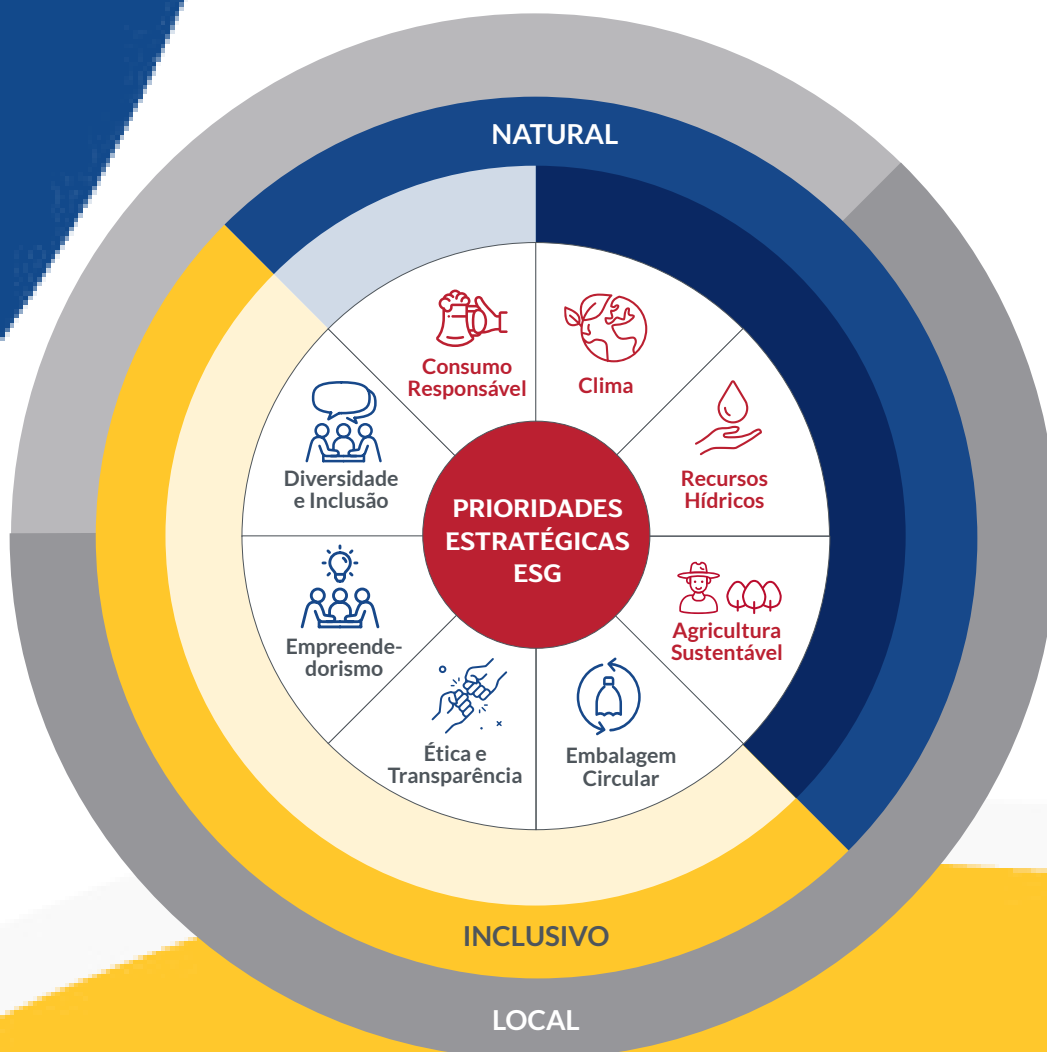 NATURAL
Consumo
Responsável
Clima
Diversidade
e Inclusão
Recursos
Hídricos
PRIORIDADES
ESTRATÉGICAS
ESG
Empreende-
dorismo
Agricultura
Sustentável
Ética e
Transparência
Embalagem
Circular
INCLUSIVO
LOCAL